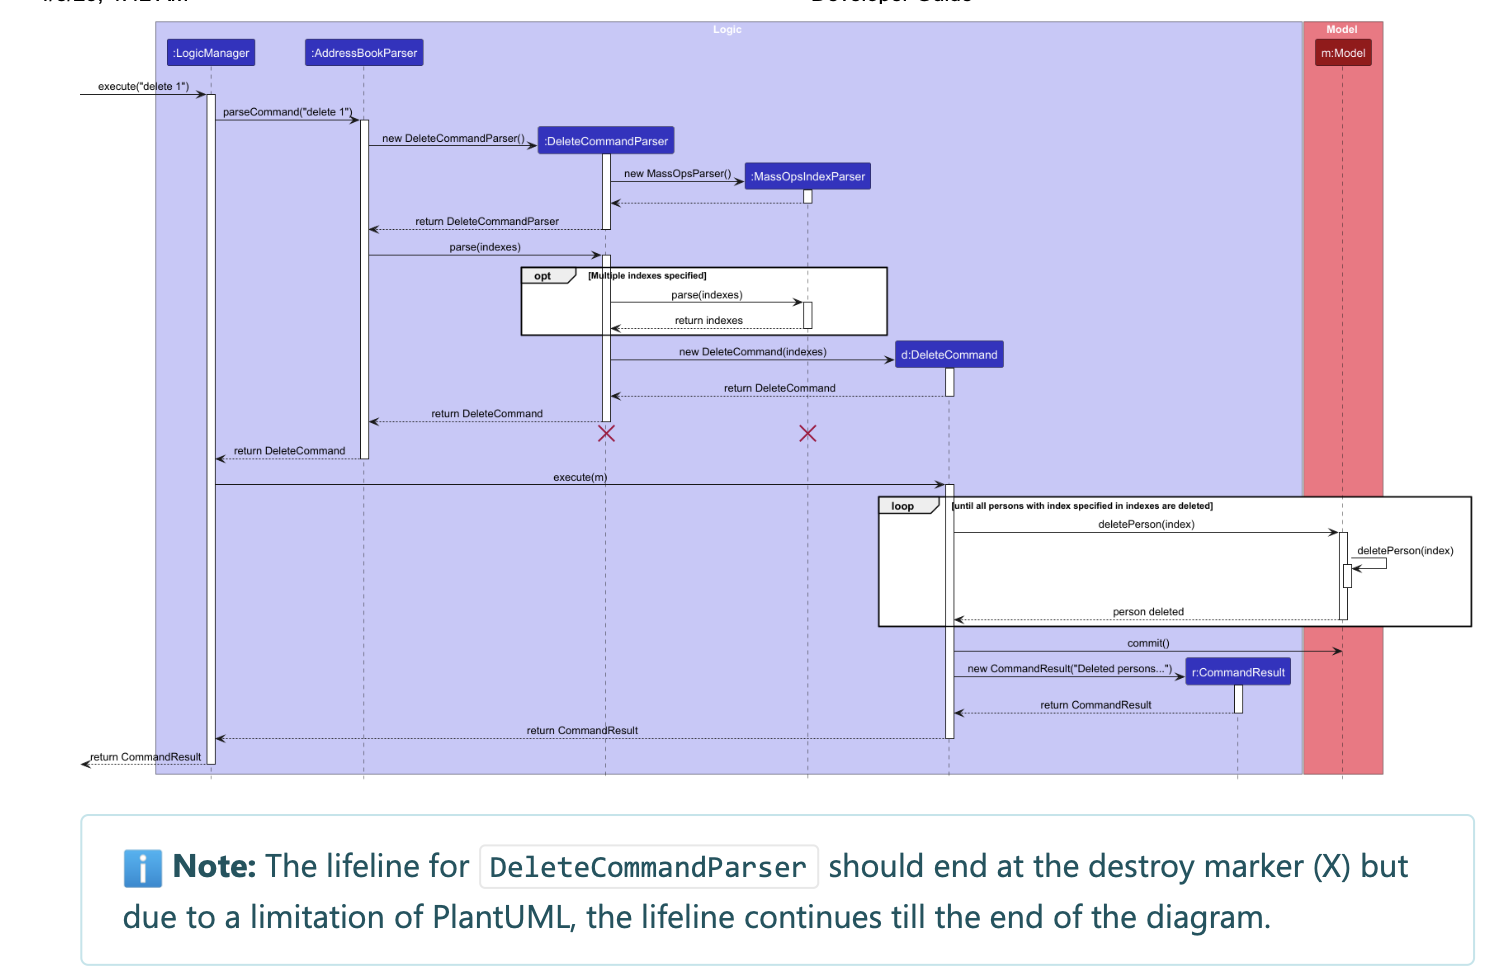 Developer Guide
Logic
Model
:LogicManager
:AddressBookParser
m:Model
execute("delete 1")
parseCommand("delete 1")
new DeleteCommandParser()
:DeleteCommandParser
new MassOpsParser()
:MassOpsIndexParser
return DeleteCommandParser
parse(indexes)
opt
[Multiple indexes specified]
parse(indexes)
return indexes
new DeleteCommand(indexes)
d:DeleteCommand
return DeleteCommand
return DeleteCommand
return DeleteCommand
execute(m)
loop
[until all persons with index specified in indexes are deleted]
deletePerson(index)
deletePerson(index)
person deleted
commit()
new CommandResult("Deleted persons...")
r:CommandResult
return CommandResult
return CommandResult
return CommandResult
Note: The lifeline for DeleteCommandParser should end at the destroy marker (X) but
due to a limitation of PlantUML, the lifeline continues till the end of the diagram.